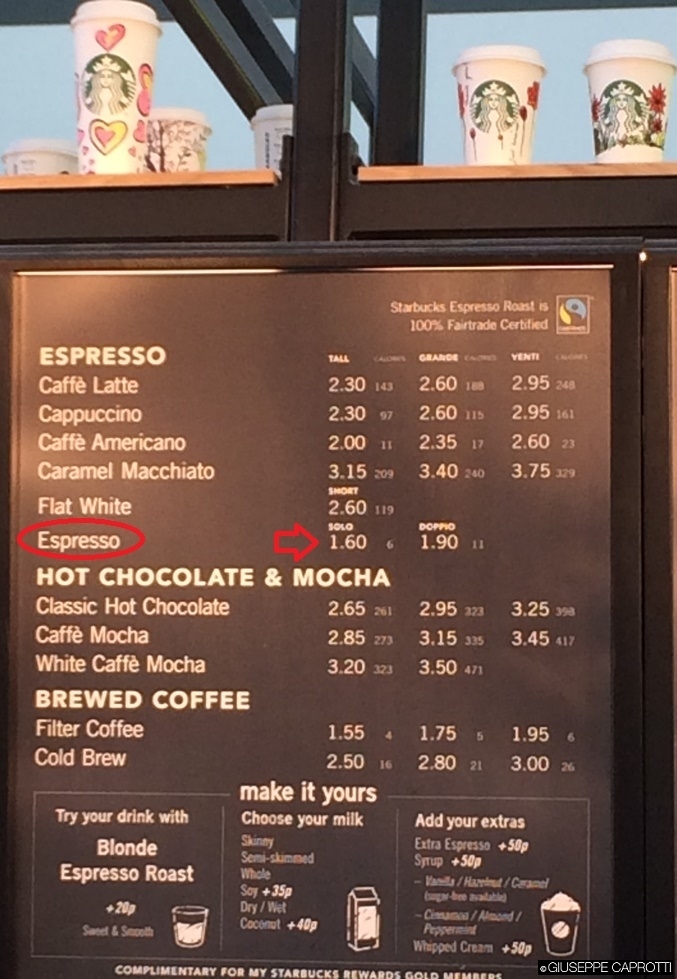 Starbucks Espresso Roast is
100% Fairtrade Certified
ESPRESSO TALL CALORIES GRANDE CALORIES VENTI CALORIES
Caffè Latte 2.30 143 2.60 188 2.95 248
Cappuccino 2.30 97 2.60 115 2.95 161
Caffè Americano 2.00 11 2.35 17 2.60 23
Caramel Macchiato 3.15 209 3.40 240 3.75 329
SHORT
Flat White 2.60 119
SOLO DOPPIO
Espresso 1.60 6 1.90 11
HOT CHOCOLATE & MOCHA
Classic Hot Chocolate 2.65 261 2.95 323 3.25 398
Caffè Mocha 2.85 273 3.15 335 3.45 417
White Caffè Mocha 3.20 323 3.50 471
BREWED COFFEE
Filter Coffee 1.55 4 1.75 5 1.95 6
Cold Brew 2.50 16 2.80 21 3.00 26
make it yours
Try your drink with
Blonde
Espresso Roast
+20p
Sweet & Smooth
Choose your milk
Skinny
Semi-skimmed
Whole
Soy +35p
Dry / Wet
Coconut +40p
Add your extras
Extra Espresso +50p
Syrup +50p
- Vanilla / Hazelnut / Caramel
(sugar-free available)
- Cinnamon / Almond /
Peppermint
Whipped Cream +50p
COMPLIMENTARY FOR MY STARBUCKS REWARDS GOLD MEMBERS
©GIUSEPPE CAPROTTI